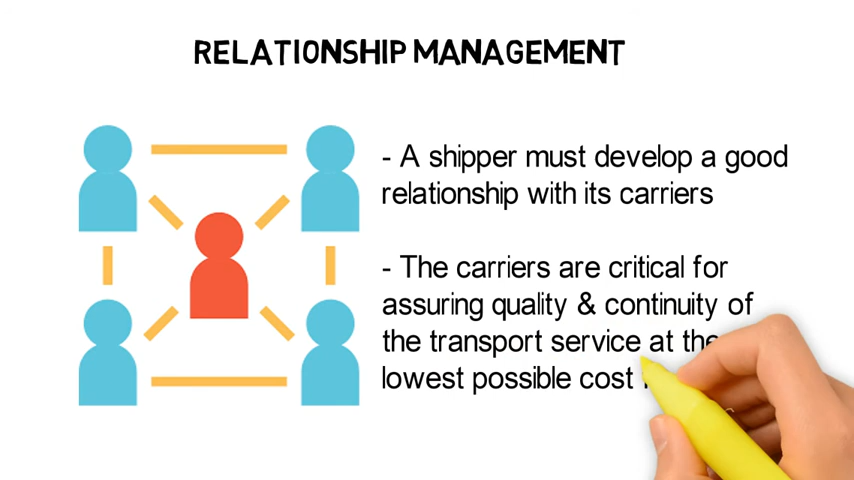 RELATIONSHIP MANAGEMENT
- A shipper must develop a good
relationship with its carriers
- The carriers are critical for
assuring quality & continuity of
the transport service at the
lowest possible cost